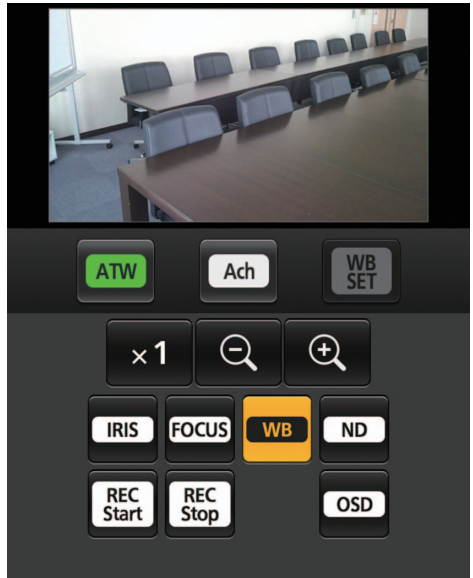 ATW
Ach
WB
SET
×1
IRIS
FOCUS
WB
ND
REC
Start
REC
Stop
OSD